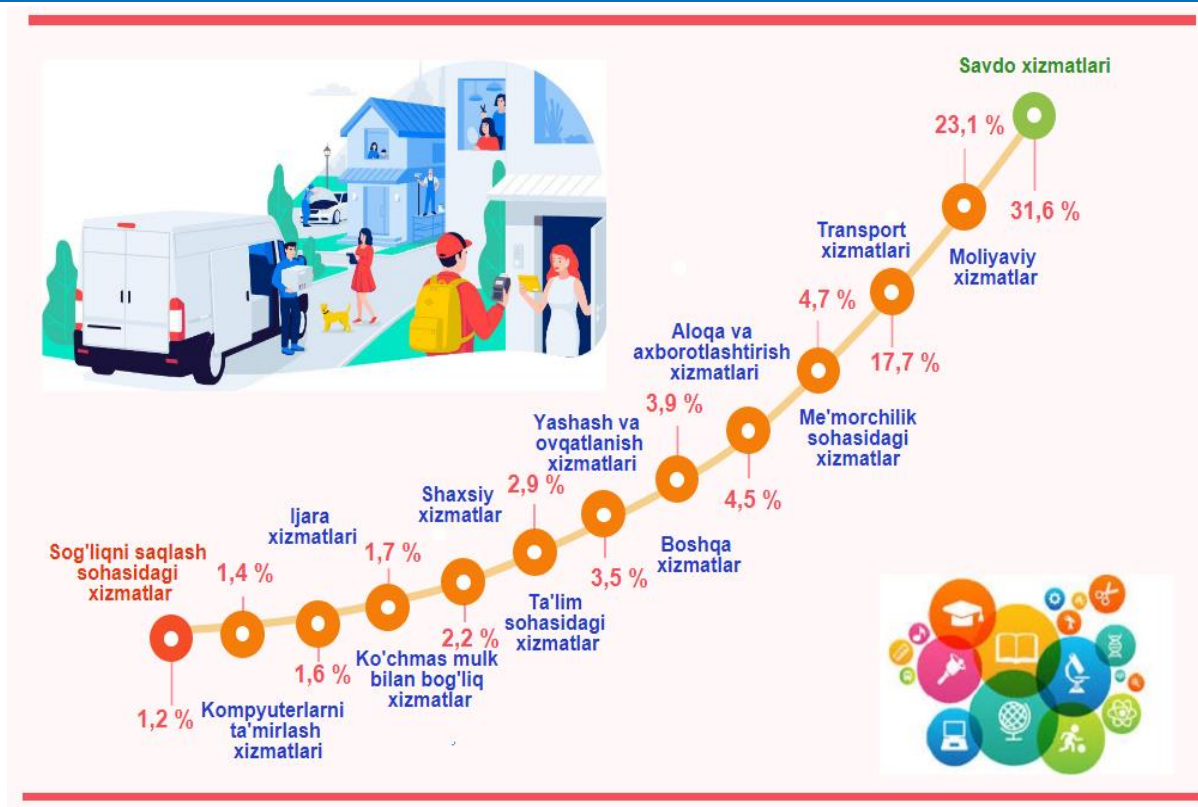 Savdo xizmatlari
23,1 %
31,6 %
Transport
xizmatlari
Moliyaviy
xizmatlar
4,7 %
17,7 %
Aloqa va
axborotlashtirish
xizmatlari
Me'morchilik
sohasidagi
xizmatlar
3,9 %
4,5 %
Yashash va
ovqatlanish
xizmatlari
Boshqa
xizmatlar
2,9 %
3,5 %
Shaxsiy
xizmatlar
Ta'lim
sohasidagi
xizmatlar
Ijara
xizmatlari
1,7 %
2,2 %
Ko'chmas mulk
bilan bog'liq
xizmatlar
Sog'liqni saqlash
sohasidagi
xizmatlar
1,4 %
1,6 %
1,2 %
Kompyuterlarni
ta'mirlash
xizmatlari